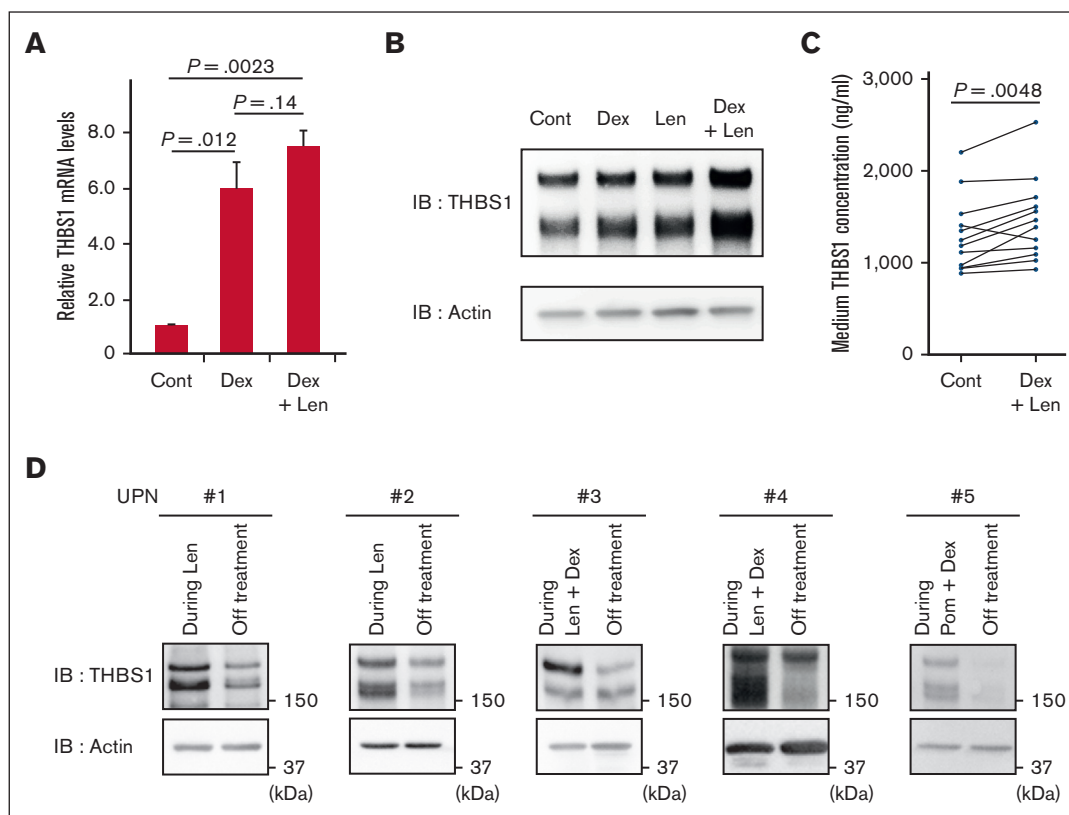 A
P = .0023
P = .14
P = .012
Relative THBS1 mRNA levels
8.0
6.0
4.0
2.0
0
Cont
Dex
Dex
+ Len
B
Cont
Dex
Len
Dex
+ Len
IB : THBS1
IB : Actin
C
3,000
P = .0048
2,000
1,000
0
Medium THBS1 concentration (ng/ml)
Cont
Dex
+ Len
D
UPN
#1
#2
#3
#4
#5
During Len
Off treatment
During Len
Off treatment
During
Len + Dex
Off treatment
During
Len + Dex
Off treatment
During
Pom + Dex
Off treatment
IB : THBS1
150
150
150
150
150
IB : Actin
37
37
37
37
37
(kDa)
(kDa)
(kDa)
(kDa)
(kDa)